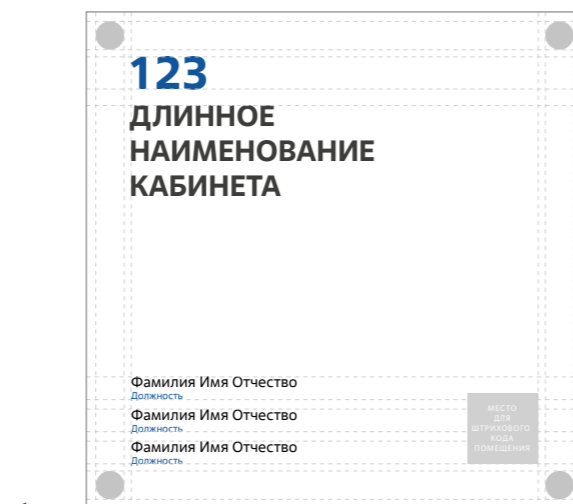 123
ДЛИННОЕ
НАИМЕНОВАНИЕ
КАБИНЕТА
Фамилия Имя Отчество
Должность
Фамилия Имя Отчество
Должность
Фамилия Имя Отчество
Должность
МЕСТО
ДЛЯ
ШТРИХОВОГО
КОДА
ПОМЕЩЕНИЯ